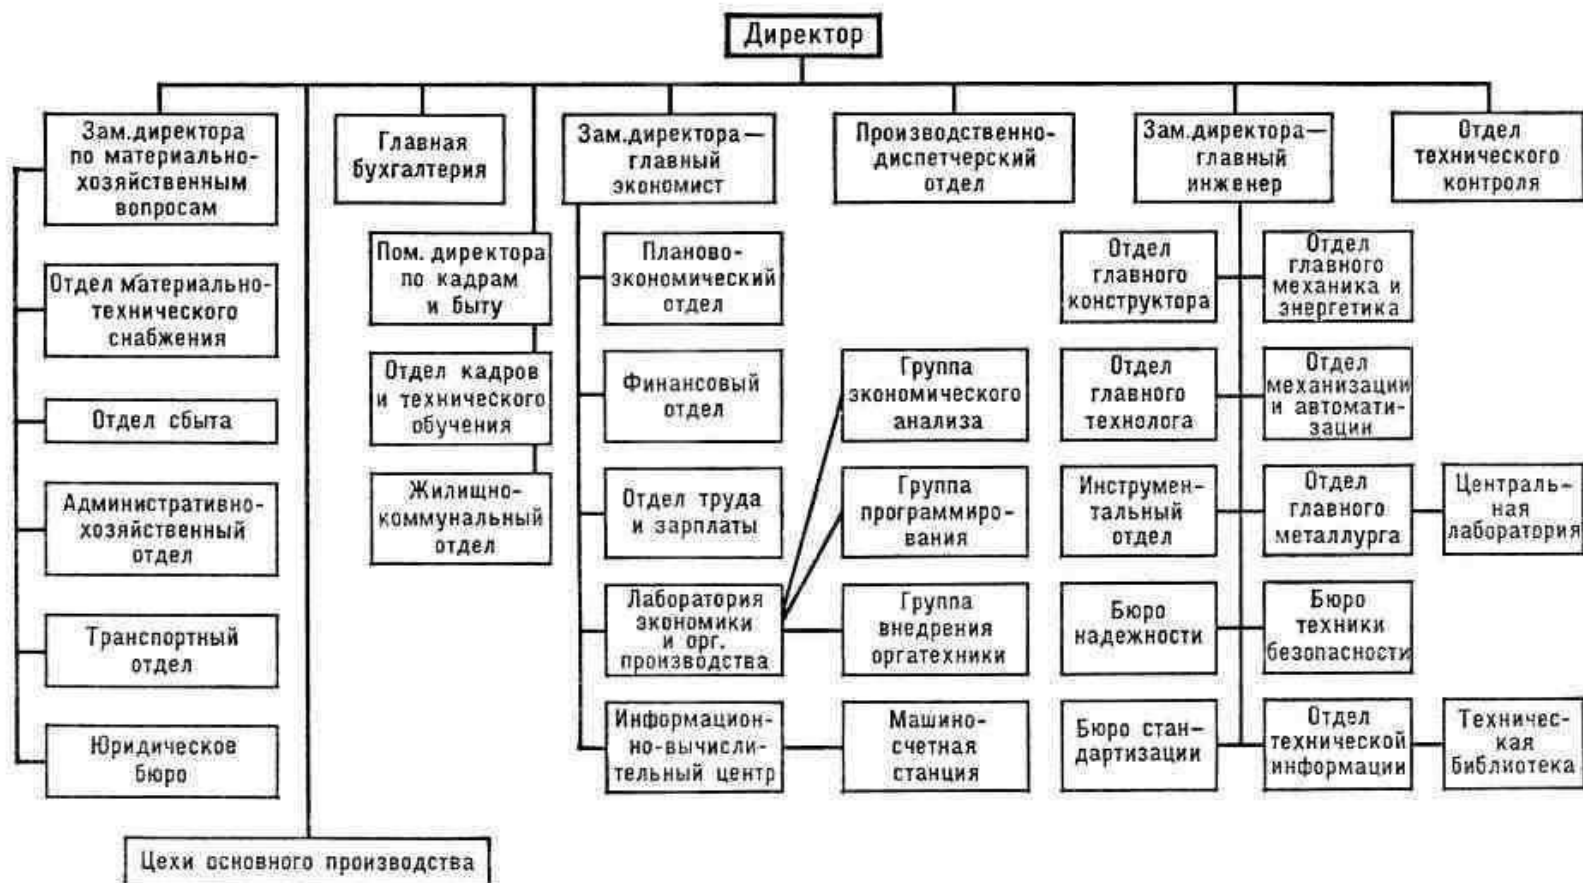 Директор
Зам.директора
по материально-
хозяйственным
вопросам
Главная
бухгалтерия
Зам.директора—
главный
экономист
Производственно-
диспетчерский
отдел
Зам.директора—
главный
инженер
Отдел
технического
контроля
Отдел материально-
технического
снабжения
Отдел сбыта
Административно-
хозяйственный
отдел
Транспортный
отдел
Юридическое
бюро
Пом. директора
по кадрам
и быту
Отдел кадров
и технического
обучения
Жилищно-
коммунальный
отдел
Планово-
экономический
отдел
Финансовый
отдел
Отдел труда
и зарплаты
Лаборатория
экономики
и орг.
производства
Информацион-
но-вычисли-
тельный центр
Группа
экономического
анализа
Группа
программиро-
вания
Группа
внедрения
оргатехники
Машино-
счетная
станция
Отдел
главного
конструктора
Отдел
главного
технолога
Инструмен-
тальный
отдел
Бюро
надежности
Бюро стан-
дартизации
Отдел
главного
механика и
энергетика
Отдел
механизации
и автомати-
зации
Отдел
главного
металлурга
Бюро
техники
безопасности
Отдел
технической
информации
Централь-
ная
лаборатория
Техничес-
кая
библиотека
Цехи основного производства